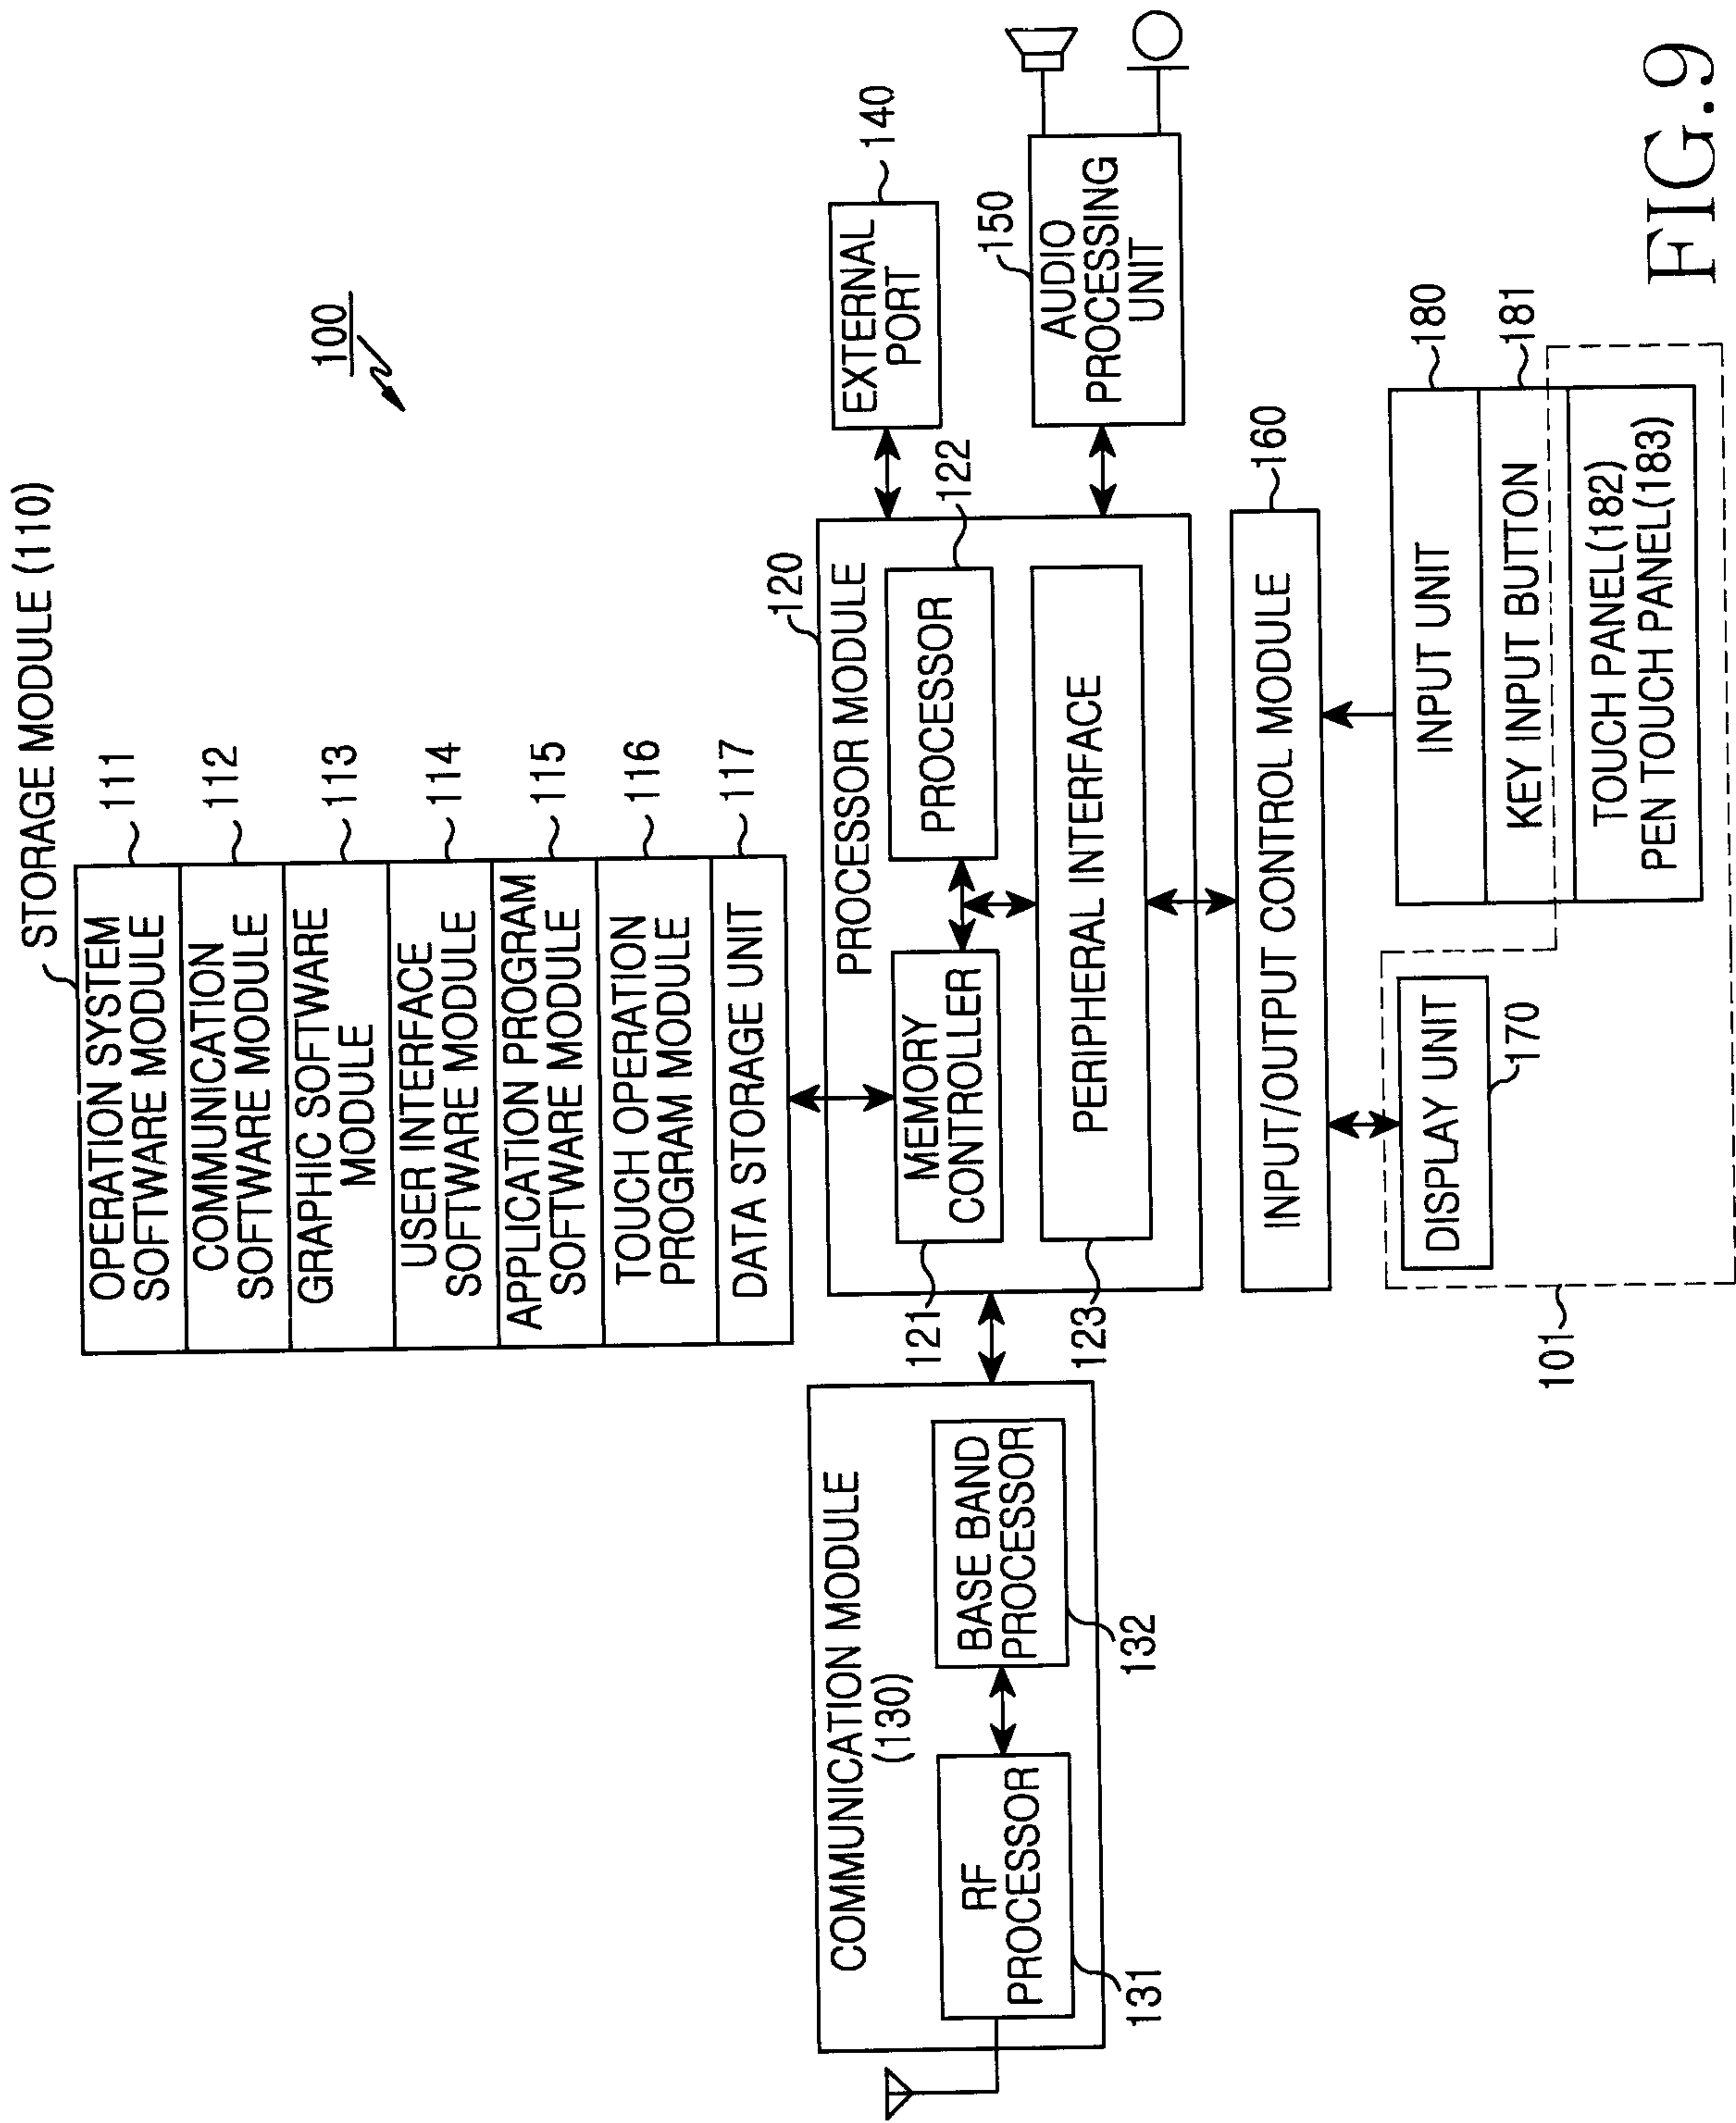 STORAGE MODULE (110)
OPERATION SYSTEM
SOFTWARE MODULE
111
COMMUNICATION
SOFTWARE MODULE
112
GRAPHIC SOFTWARE
MODULE
113
USER INTERFACE
SOFTWARE MODULE
114
APPLICATION PROGRAM
SOFTWARE MODULE
115
TOUCH OPERATION
PROGRAM MODULE
116
DATA STORAGE UNIT
117
100
COMMUNICATION MODULE
(130)
RF
PROCESSOR
131
BASE BAND
PROCESSOR
132
120
PROCESSOR MODULE
MEMORY
CONTROLLER
121
PROCESSOR
122
PERIPHERAL INTERFACE
123
EXTERNAL
PORT
140
150
AUDIO
PROCESSING
UNIT
INPUT/OUTPUT CONTROL MODULE
160
DISPLAY UNIT
170
INPUT UNIT
180
KEY INPUT BUTTON
181
TOUCH PANEL(182)
PEN TOUCH PANEL(183)
101
FIG.9